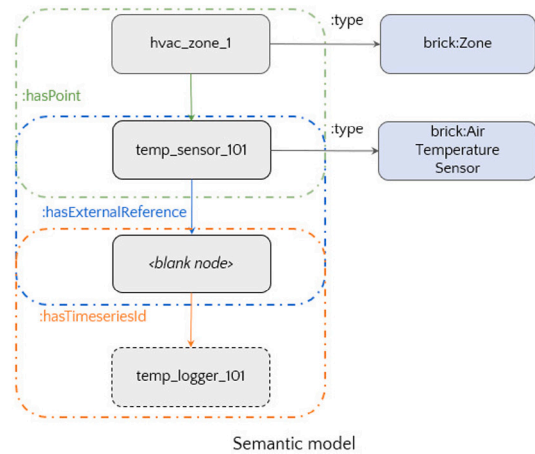 :type
hvac_zone_1
brick:Zone
:hasPoint
:type
temp_sensor_101
brick:Air
Temperature
Sensor
:hasExternalReference
<blank node>
:hasTimeseriesId
temp_logger_101
Semantic model